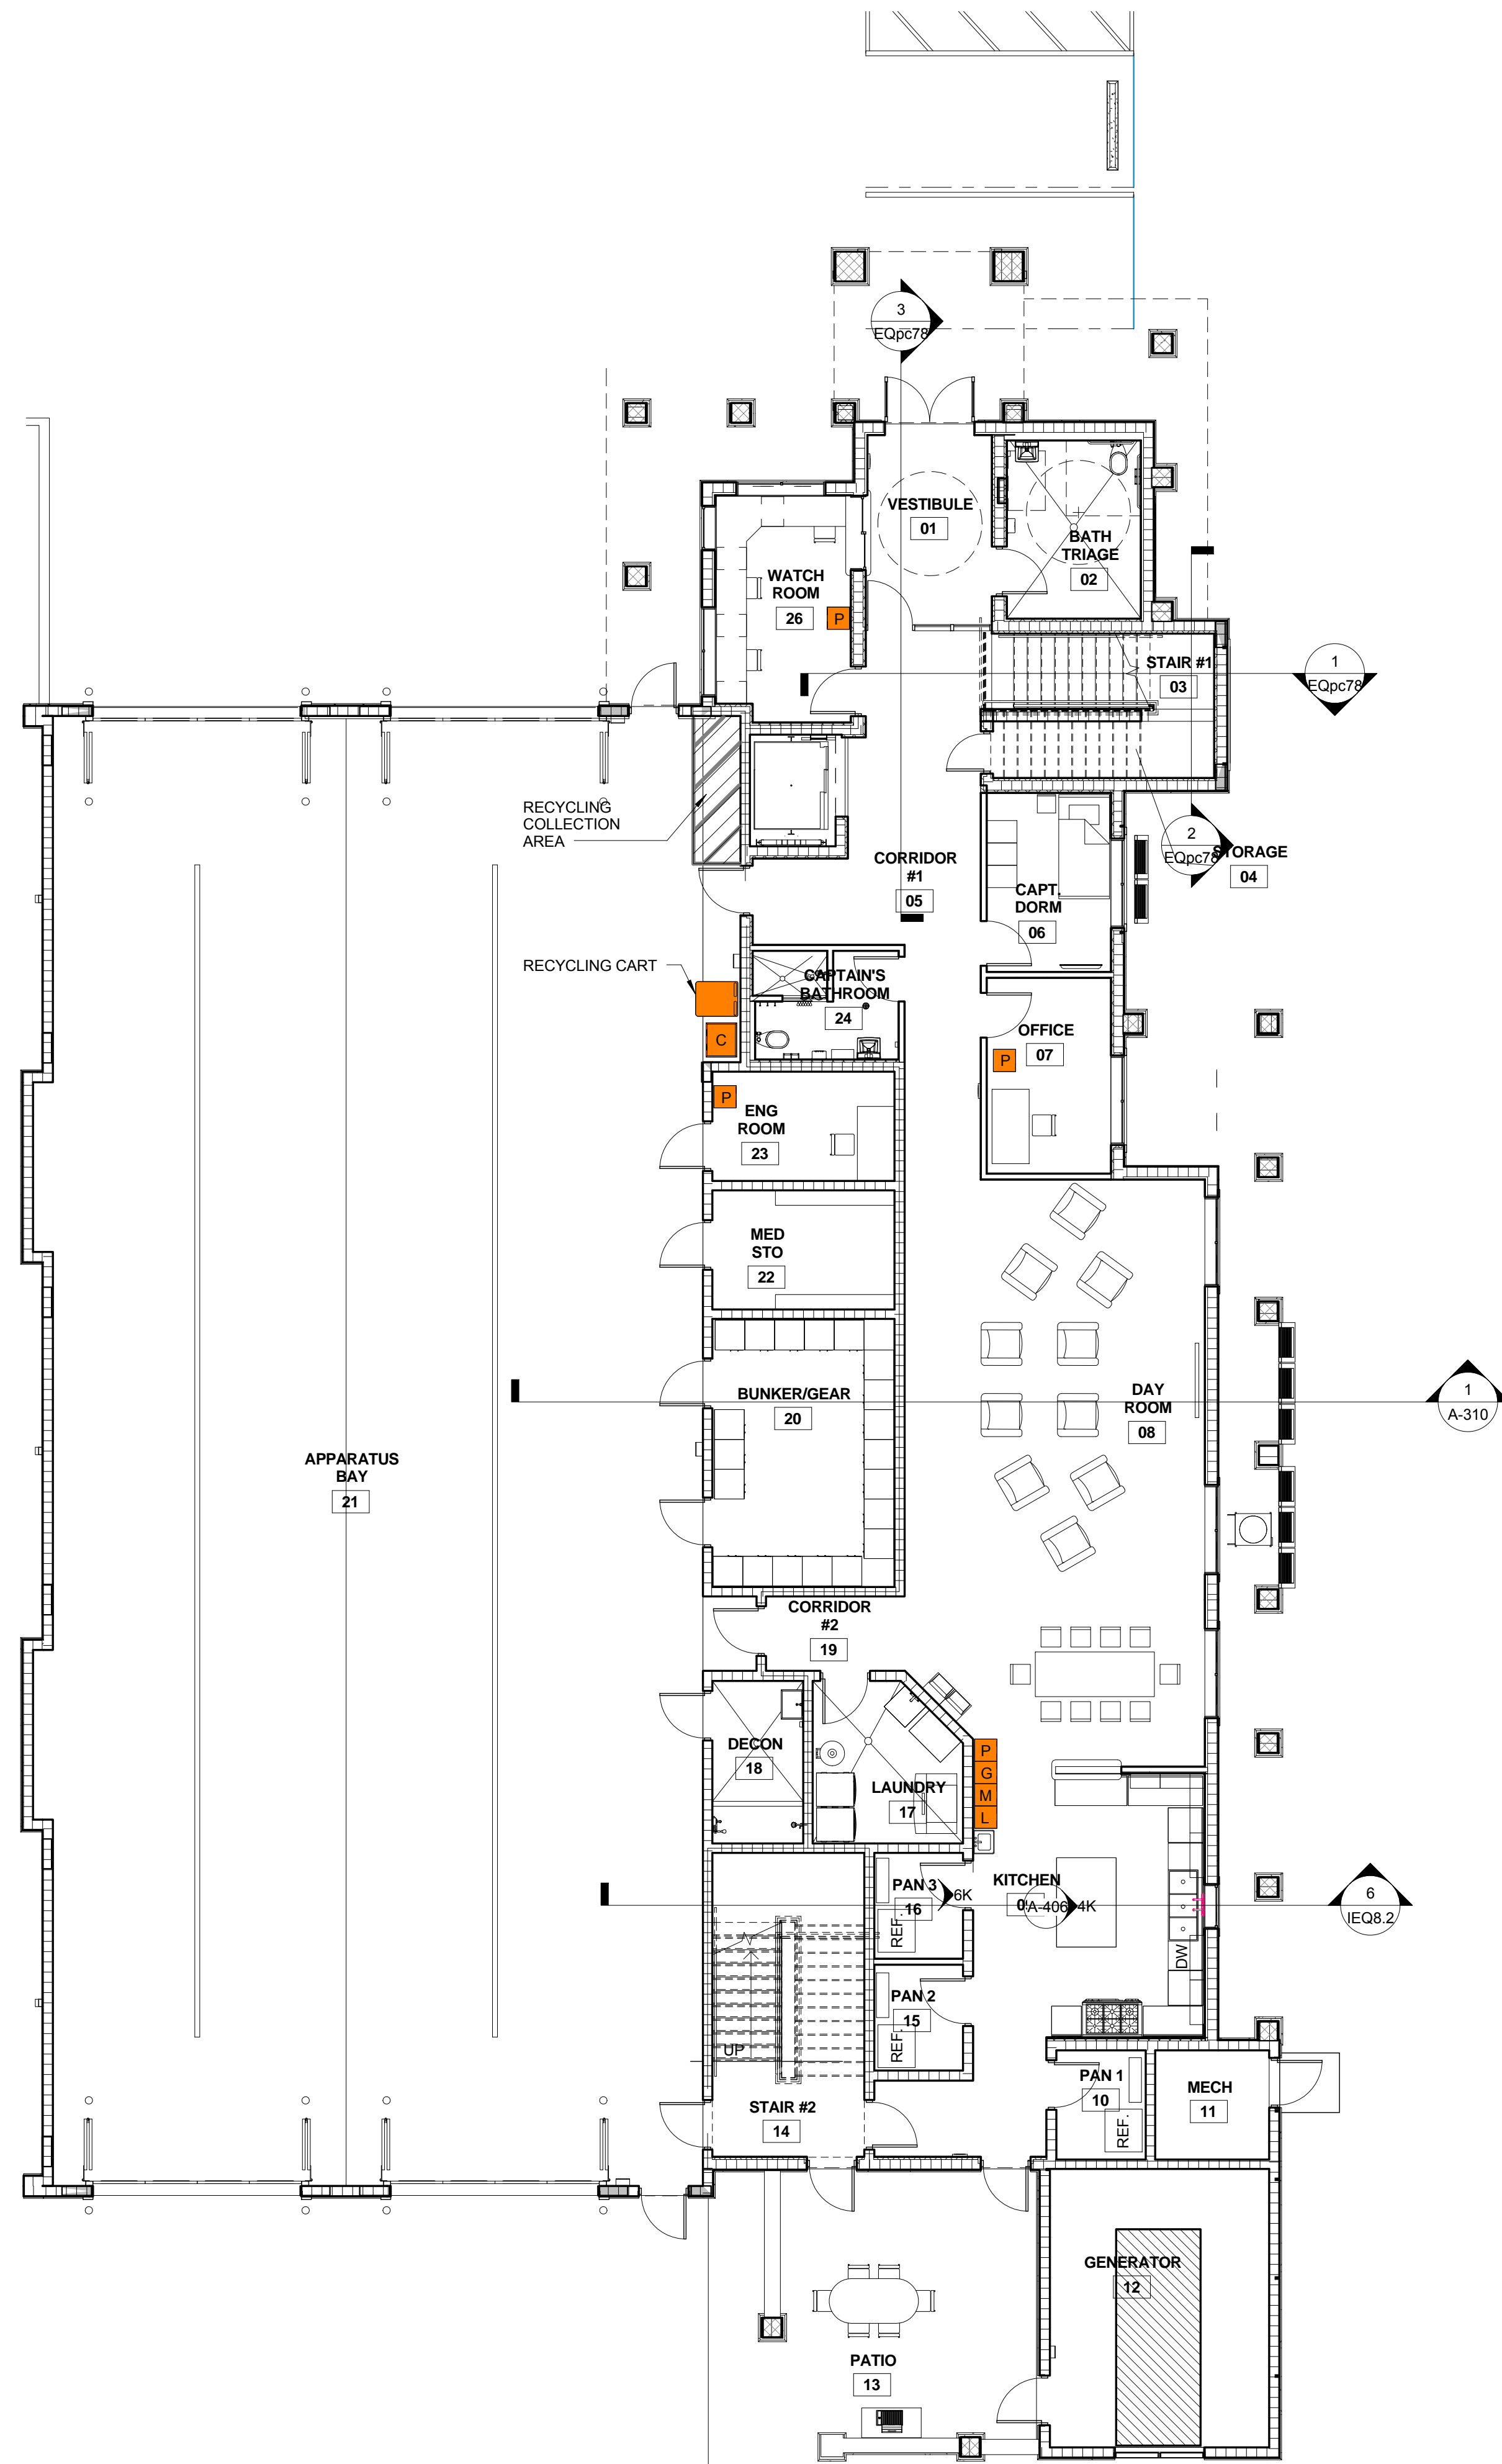 3
EQpc78
VESTIBULE
01
BATH
TRIAGE
02
WATCH
ROOM
26
P
STAIR #1
03
1
EQpc78
RECYCLING
COLLECTION
AREA
2
EQpc78
STORAGE
04
CORRIDOR
#1
05
CAPT.
DORM
06
RECYCLING CART
CAPTAIN'S
BATHROOM
24
C
OFFICE
07
P
P
ENG
ROOM
23
MED
STO
22
BUNKER/GEAR
20
DAY
ROOM
08
1
A-310
APPARATUS
BAY
21
CORRIDOR
#2
19
DECON
18
LAUNDRY
17
P
G
M
L
PAN 3
16
REF.
6K
KITCHEN
0
A-406
4K
6
IEQ8.2
DW
PAN 2
15
REF.
UP
STAIR #2
14
PAN 1
10
REF.
MECH
11
GENERATOR
12
PATIO
13